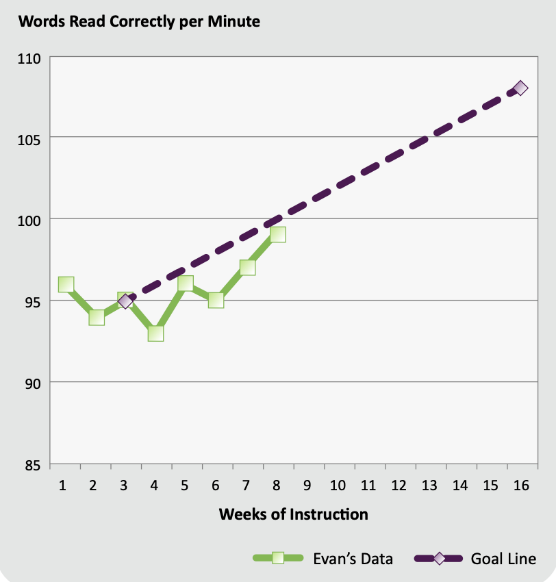 Words Read Correctly per Minute
110
105
100
95
90
85
1 2 3 4 5 6 7 8 9 10 11 12 13 14 15 16
Weeks of Instruction
Evan's Data Goal Line